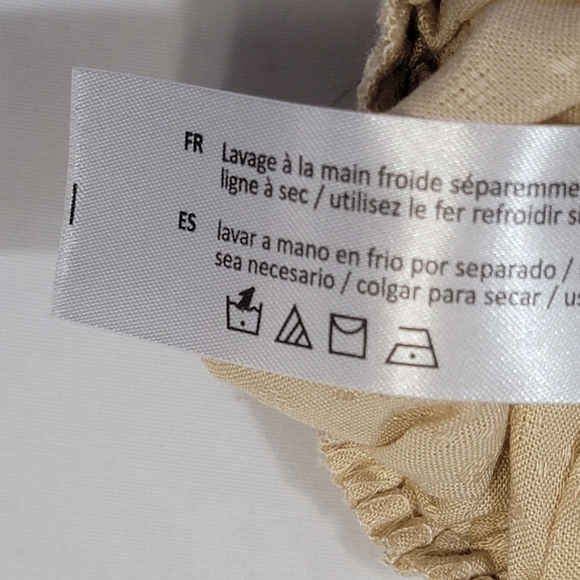 FR Lavage à la main froide séparemme
ligne à sec / utilisez le fer refroidir si
ES lavar a mano en frio por separado /
sea necesario / colgar para secar / us